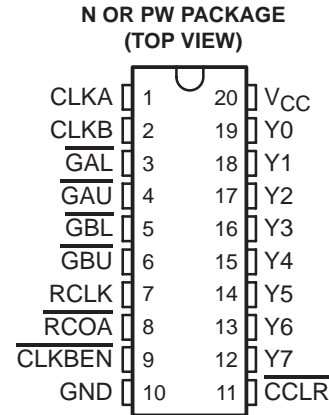 N OR PW PACKAGE
(TOP VIEW)
CLKA 1 20 VCC
CLKB 2 19 Y0
GAL 3 18 Y1
GAU 4 17 Y2
GBL 5 16 Y3
GBU 6 15 Y4
RCLK 7 14 Y5
RCOA 8 13 Y6
CLKBEN 9 12 Y7
GND 10 11 CCLR